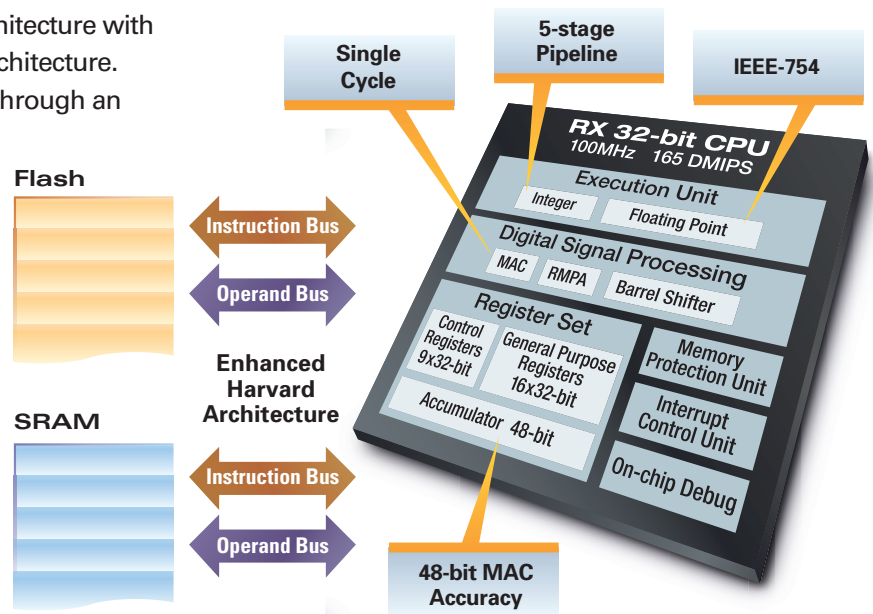 hitecture with
chitecture.
through an
Single
Cycle
5-stage
Pipeline
IEEE-754
RX 32-bit CPU
100MHz 165 DMIPS
Execution Unit
Integer
Floating Point
Digital Signal Processing
MAC
RMPA
Barrel Shifter
Register Set
Control
Registers
9x32-bit
General Purpose
Registers
16x32-bit
Accumulator 48-bit
Memory
Protection Unit
Interrupt
Control Unit
On-chip Debug
Flash
Instruction Bus
Operand Bus
Enhanced
Harvard
Architecture
SRAM
Instruction Bus
Operand Bus
48-bit MAC
Accuracy